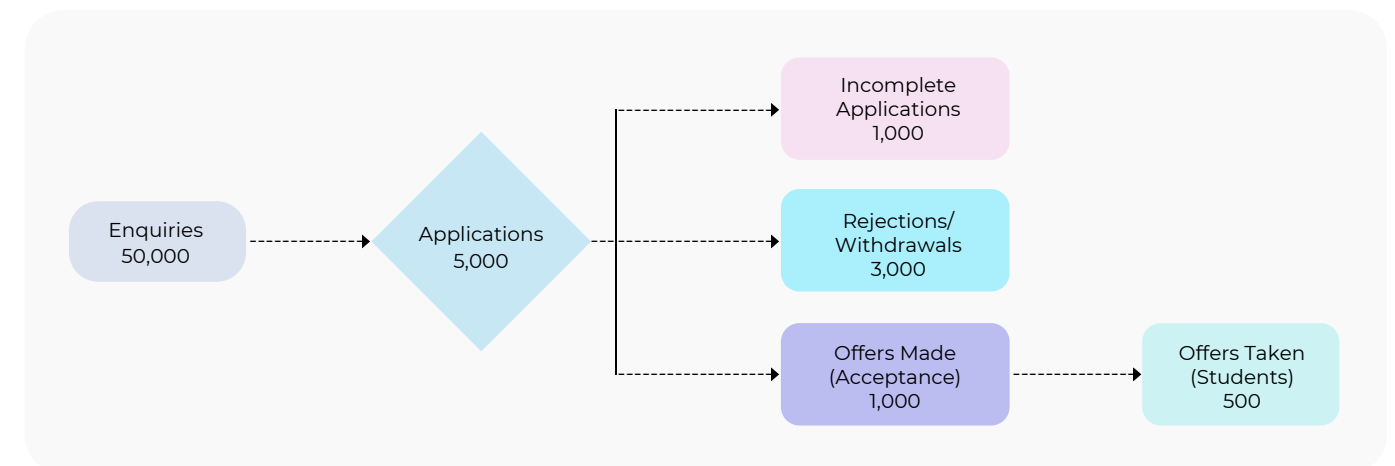 Enquiries
50,000
Applications
5,000
Incomplete
Applications
1,000
Rejections/
Withdrawals
3,000
Offers Made
(Acceptance)
1,000
Offers Taken
(Students)
500